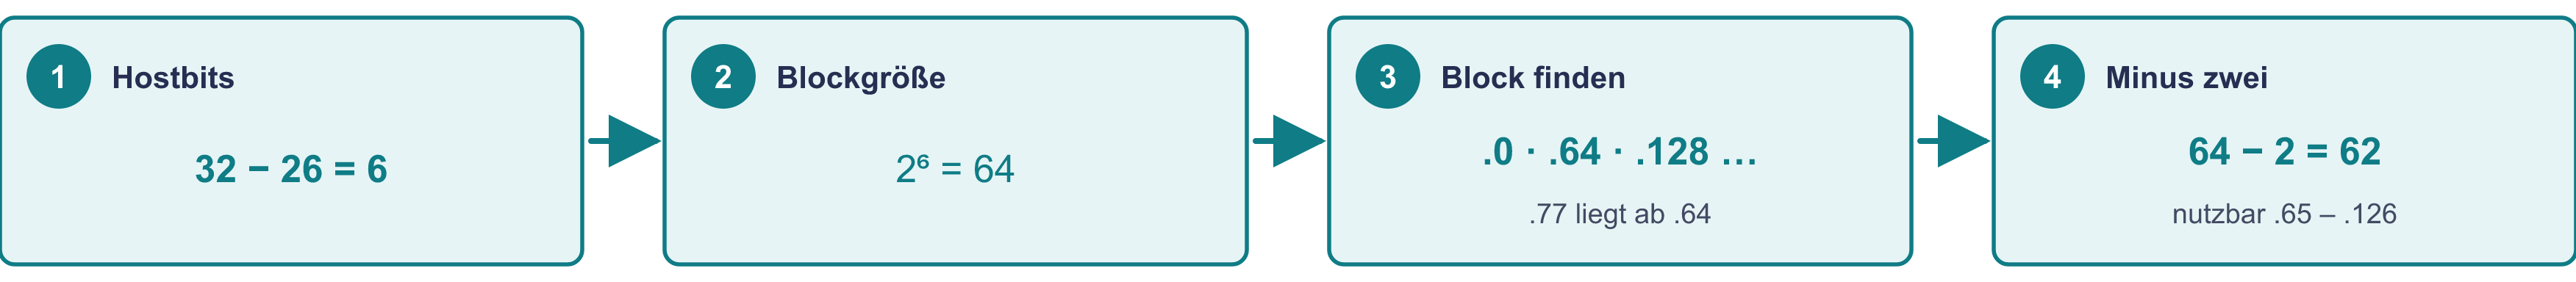 1 Hostbits
32 − 26 = 6
2 Blockgröße
2⁶ = 64
3 Block finden
.0 · .64 · .128 …
.77 liegt ab .64
4 Minus zwei
64 − 2 = 62
nutzbar .65 – .126